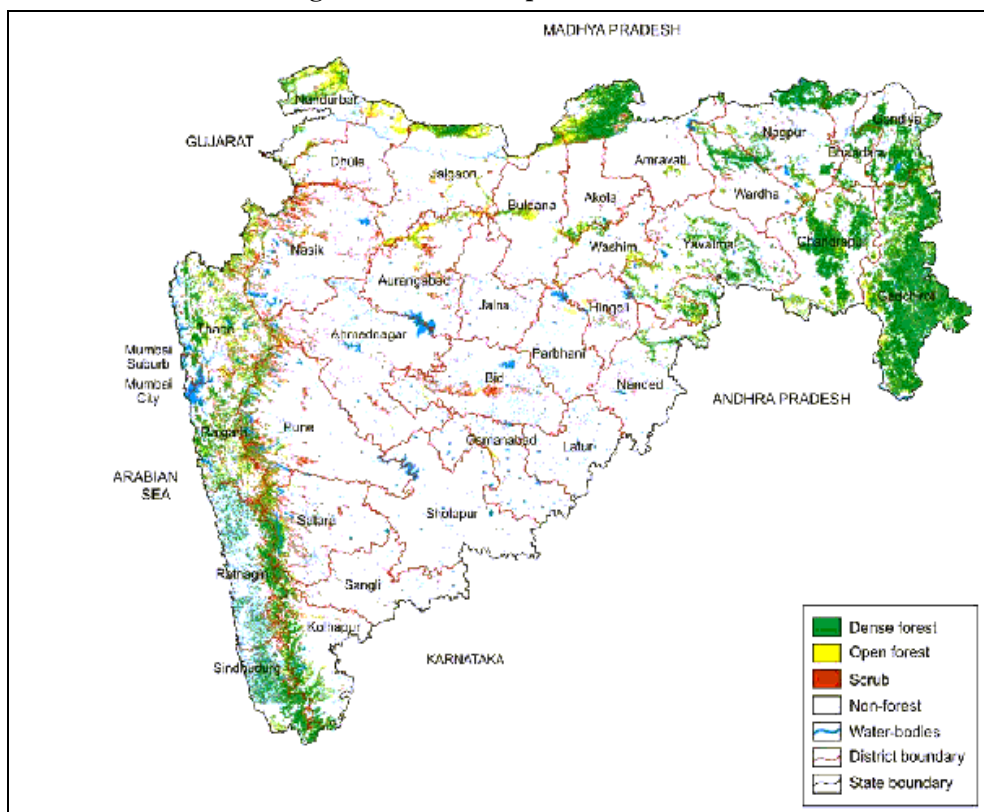 MADHYA PRADESH
Nandurbar
GUJARAT
Dhule
Jalgaon
Buldana
Akola
Amravati
Nagpur
Gondiya
Bhandara
Wardha
Washim
Yavatmal
Chandrapur
Gadchiroli
Nasik
Aurangabad
Jalna
Hingoli
Thane
Ahmednagar
Parbhani
Mumbai
Suburb
Mumbai
City
Bid
Nanded
ANDHRA PRADESH
Raigarh
Pune
Osmanabad
Latur
ARABIAN
SEA
Satara
Sholapur
Ratnagiri
Sangli
Kolhapur
Sindhudurg
KARNATAKA
Dense forest
Open forest
Scrub
Non-forest
Water-bodies
District boundary
State boundary